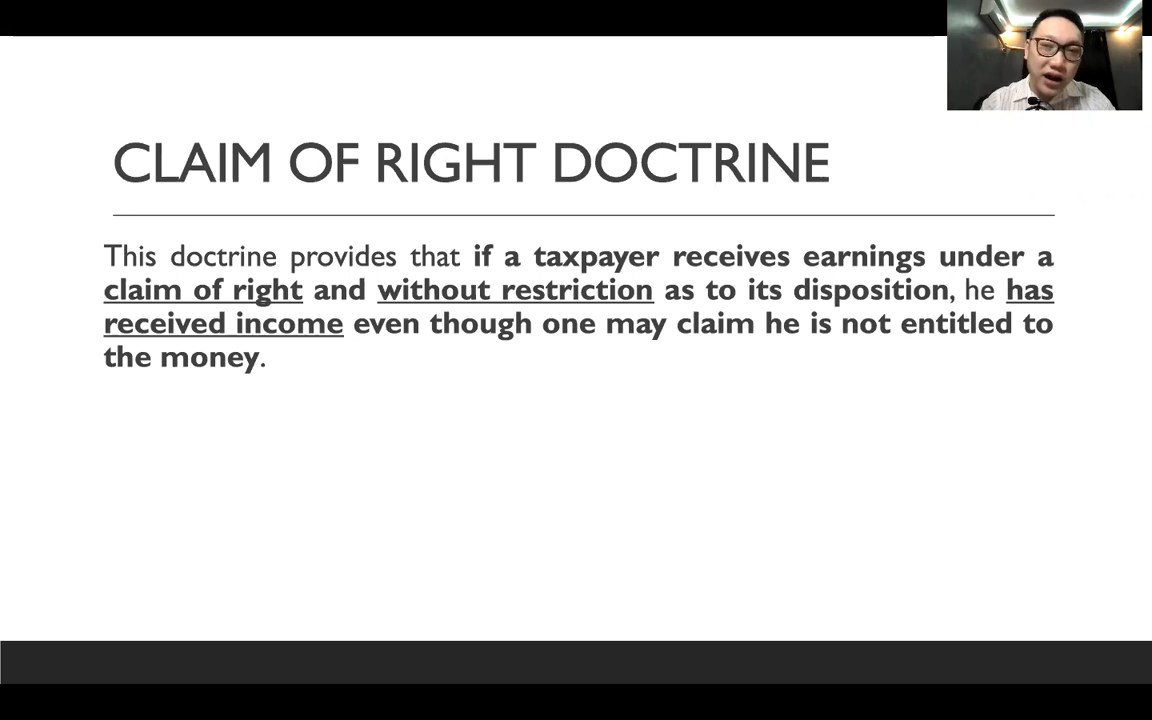 CLAIM OF RIGHT DOCTRINE
This doctrine provides that if a taxpayer receives earnings under a
claim of right and without restriction as to its disposition, he has
received income even though one may claim he is not entitled to
the money.